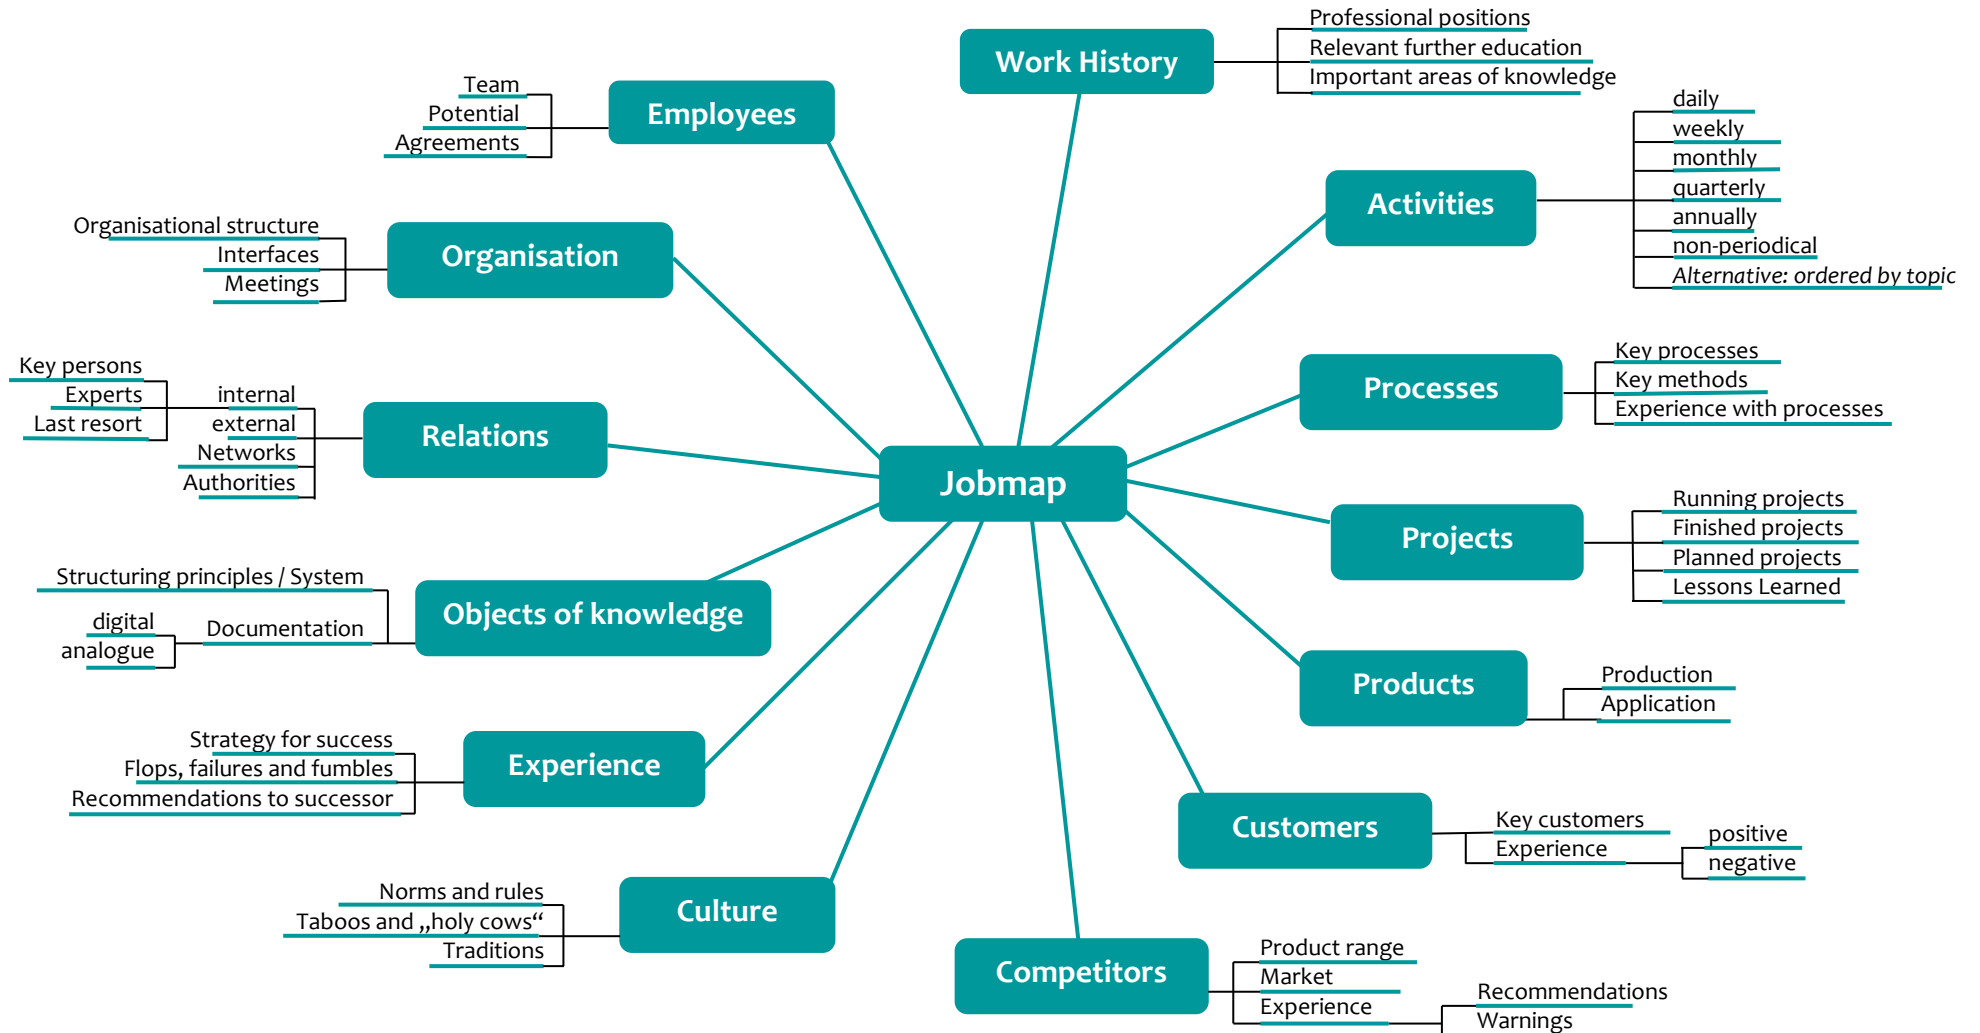 Jobmap
Work History
Professional positions
Relevant further education
Important areas of knowledge
Activities
daily
weekly
monthly
quarterly
annually
non-periodical
Alternative: ordered by topic
Processes
Key processes
Key methods
Experience with processes
Projects
Running projects
Finished projects
Planned projects
Lessons Learned
Products
Production
Application
Customers
Key customers
Experience
positive
negative
Competitors
Product range
Market
Experience
Recommendations
Warnings
Culture
Norms and rules
Taboos and „holy cows“
Traditions
Experience
Strategy for success
Flops, failures and fumbles
Recommendations to successor
Objects of knowledge
Structuring principles / System
Documentation
digital
analogue
Relations
internal
external
Networks
Authorities
Key persons
Experts
Last resort
Organisation
Organisational structure
Interfaces
Meetings
Employees
Team
Potential
Agreements